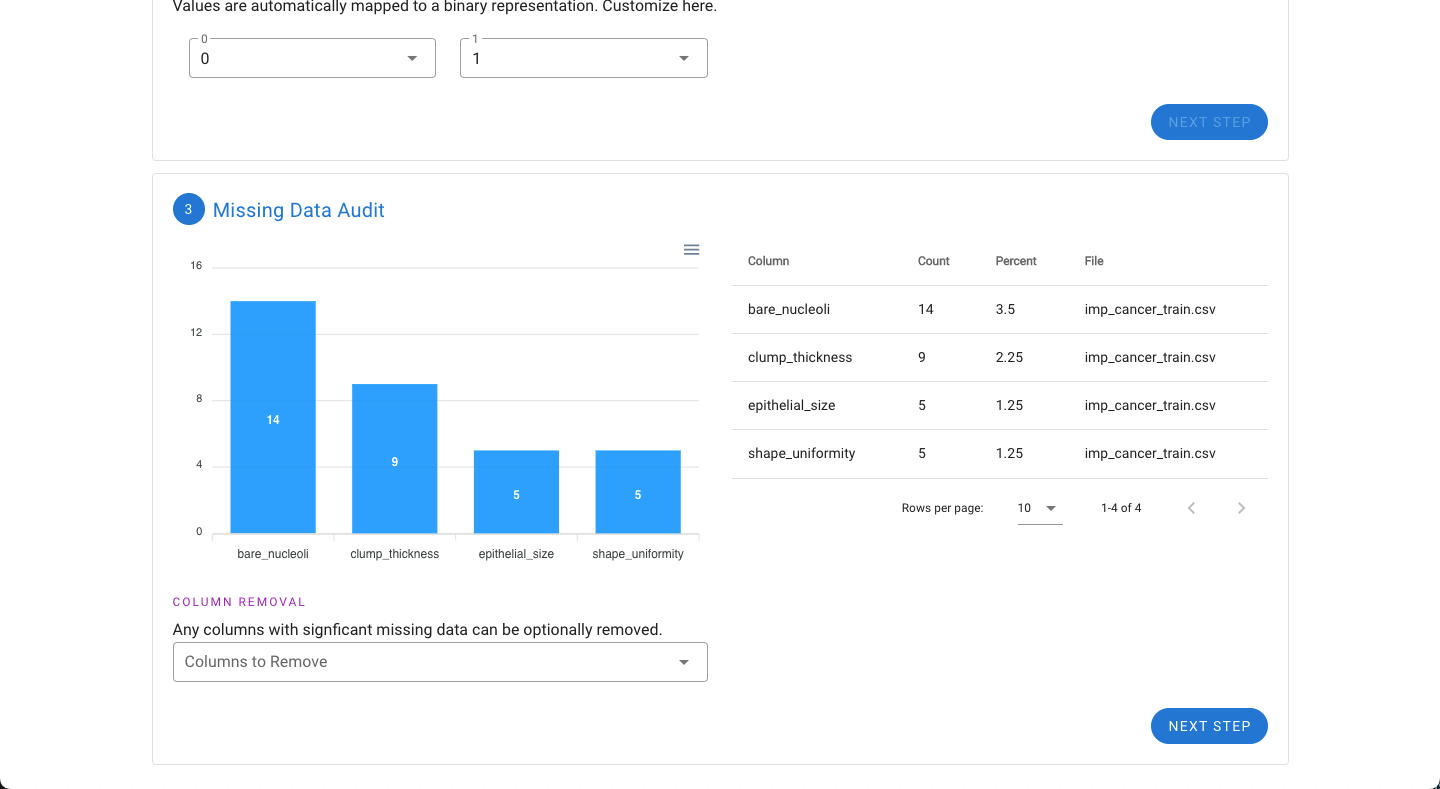 Values are automatically mapped to a binary representation. Customize here.
0 1
0 1
NEXT STEP
3 Missing Data Audit
16
12
8
4
0
14
9
5
5
bare_nucleoli clump_thickness epithelial_size shape_uniformity
Column Count Percent File
bare_nucleoli 14 3.5 imp_cancer_train.csv
clump_thickness 9 2.25 imp_cancer_train.csv
epithelial_size 5 1.25 imp_cancer_train.csv
shape_uniformity 5 1.25 imp_cancer_train.csv
Rows per page: 10 1-4 of 4
COLUMN REMOVAL
Any columns with signficant missing data can be optionally removed.
Columns to Remove
NEXT STEP